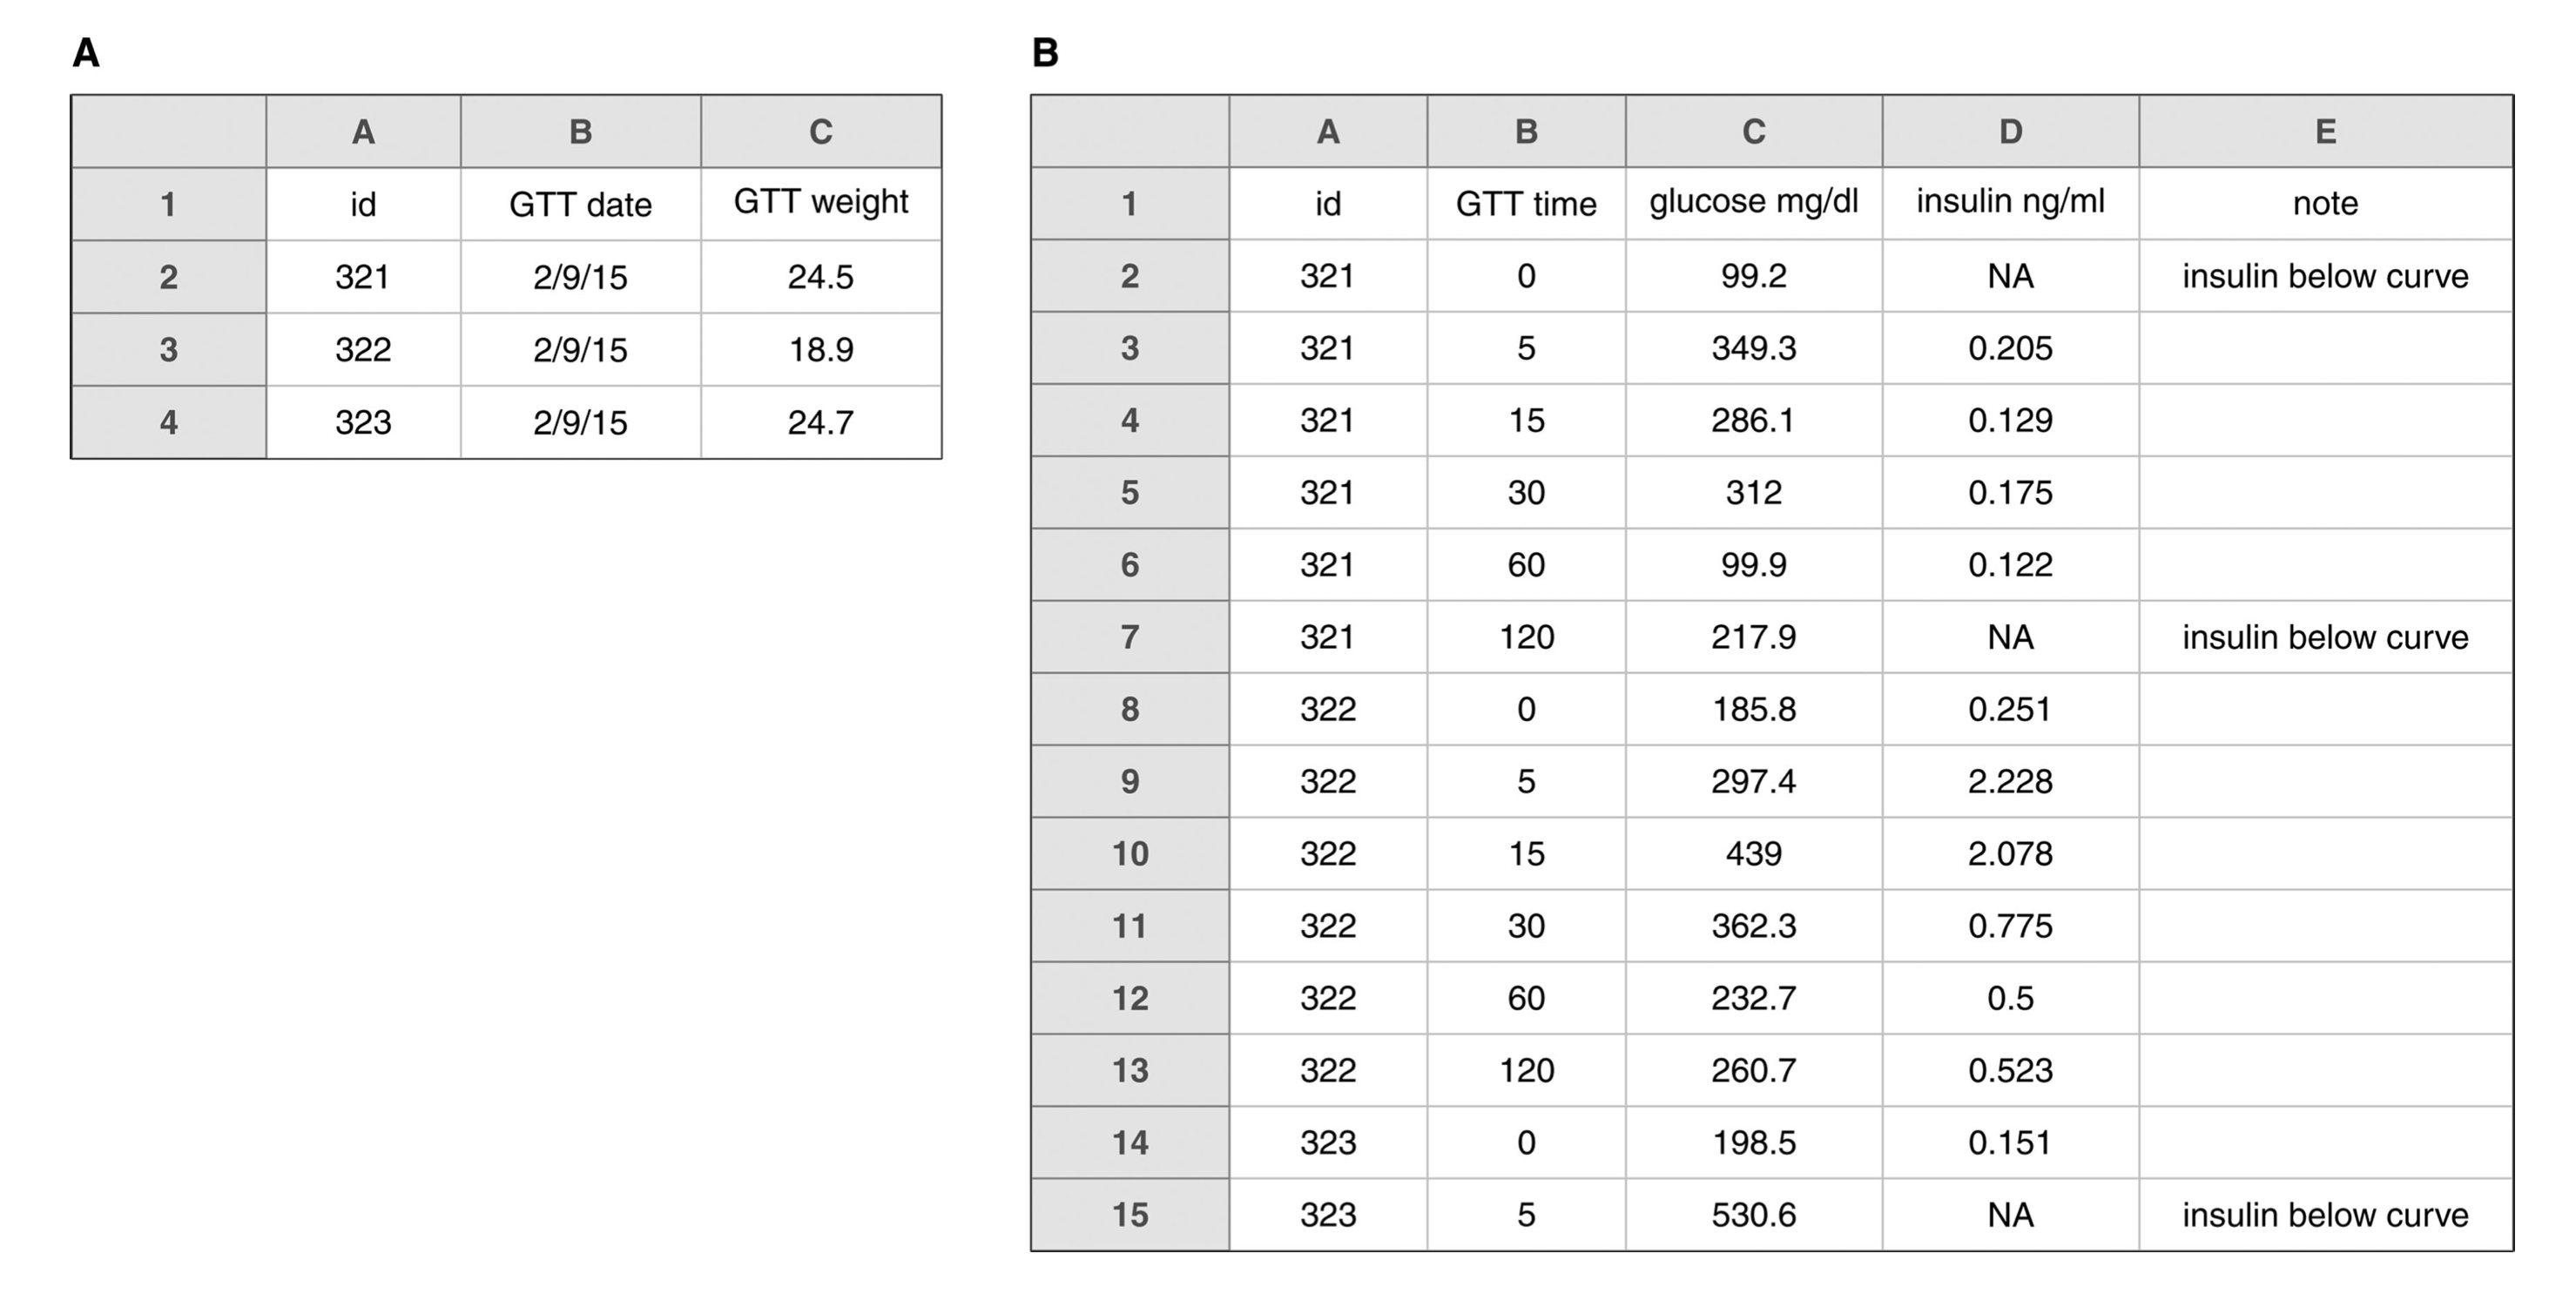 A
A B C
1 id GTT date GTT weight
2 321 2/9/15 24.5
3 322 2/9/15 18.9
4 323 2/9/15 24.7
B
A B C D E
1 id GTT time glucose mg/dl insulin ng/ml note
2 321 0 99.2 NA insulin below curve
3 321 5 349.3 0.205
4 321 15 286.1 0.129
5 321 30 312 0.175
6 321 60 99.9 0.122
7 321 120 217.9 NA insulin below curve
8 322 0 185.8 0.251
9 322 5 297.4 2.228
10 322 15 439 2.078
11 322 30 362.3 0.775
12 322 60 232.7 0.5
13 322 120 260.7 0.523
14 323 0 198.5 0.151
15 323 5 530.6 NA insulin below curve